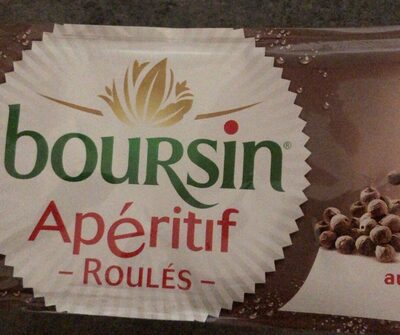 boursin®
Apéritif
– ROULÉS –
au